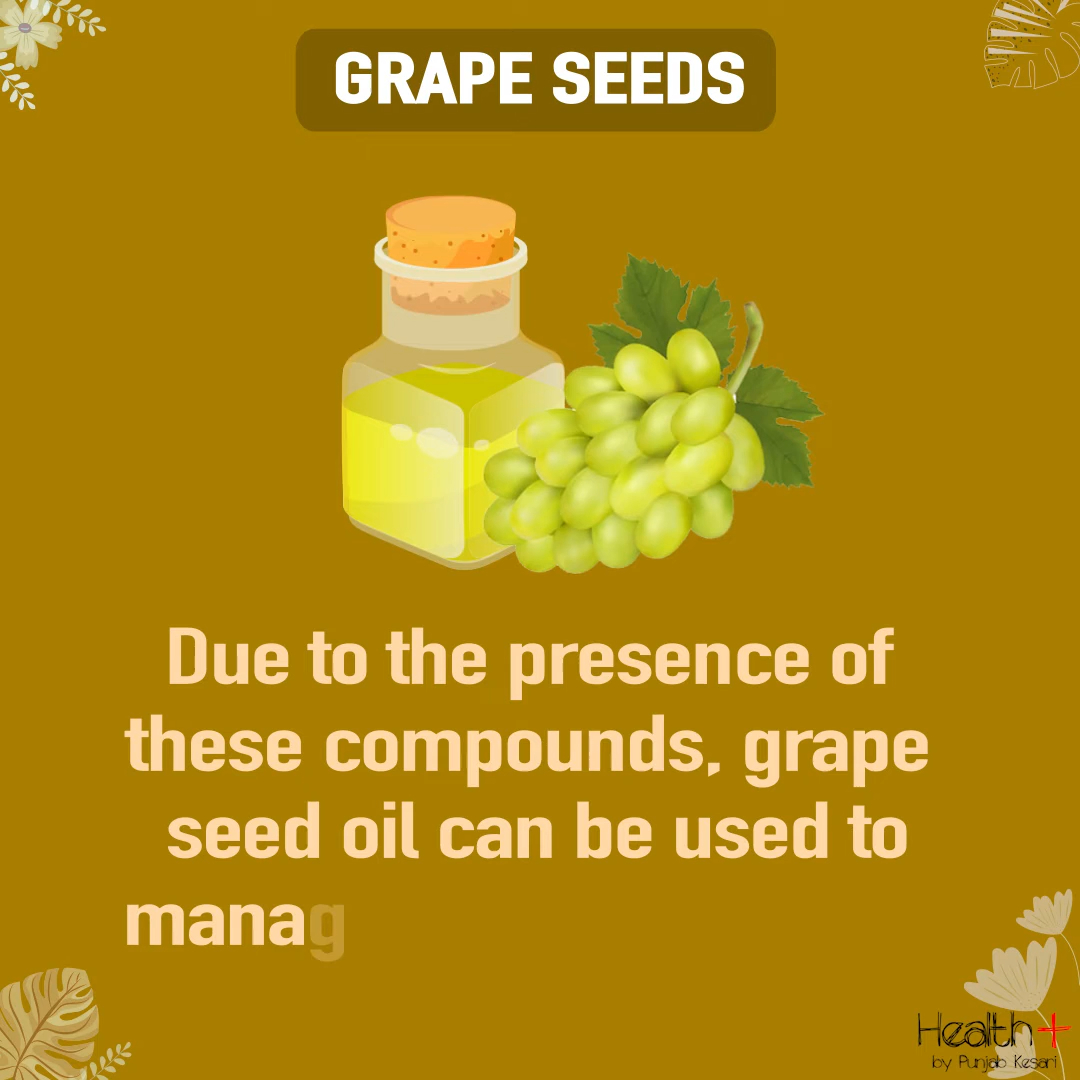 GRAPE SEEDS
Due to the presence of
these compounds, grape
seed oil can be used to
manag
Health+
by Punjab Kesari